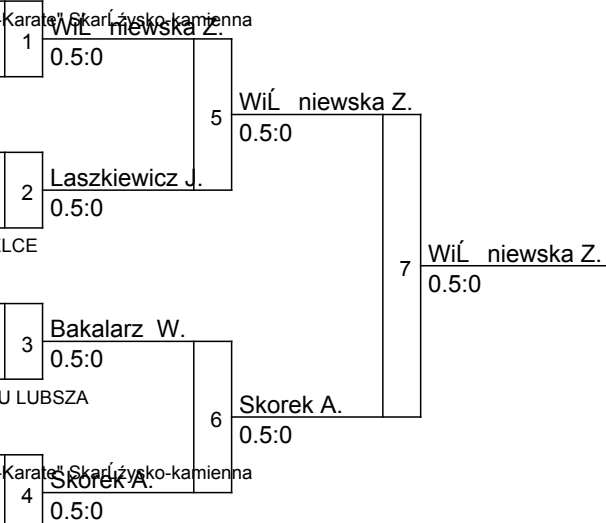 -Karate" SkarĹźysko-kamienna
1 WiĹ niewska Z.
0.5:0
5 WiĹ niewska Z.
0.5:0
2 Laszkiewicz J.
0.5:0
LCE
7 WiĹ niewska Z.
0.5:0
3 Bakalarz W.
0.5:0
U LUBSZA
6 Skorek A.
0.5:0
-Karate" SkarĹźysko-kamienna
4 Skorek A.
0.5:0